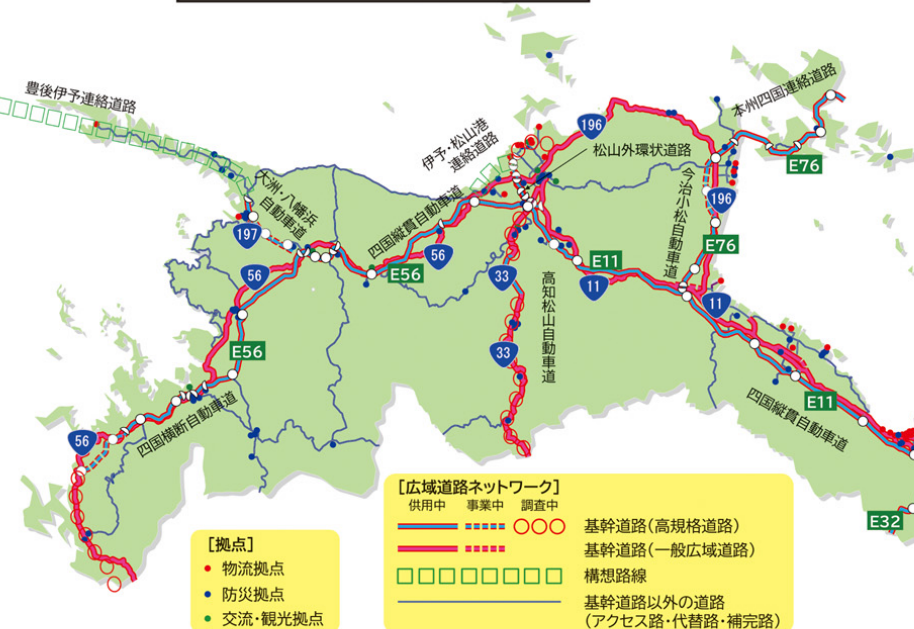 豊後伊予連絡道路
本州四国連絡道路
伊予・松山港
連絡道路
196
松山外環状道路
E76
大洲・八幡浜
自動車道
四国縦貫自動車道
今治小松自動車道
196
197
56
E76
56
E56
33
E11
11
高知松山自動車道
11
E56
33
四国縦貫自動車道
E11
四国横断自動車道
56
E32
[広域道路ネットワーク]
供用中 事業中 調査中
基幹道路(高規格道路)
基幹道路(一般広域道路)
構想路線
基幹道路以外の道路
(アクセス路・代替路・補完路)
[拠点]
物流拠点
防災拠点
交流・観光拠点